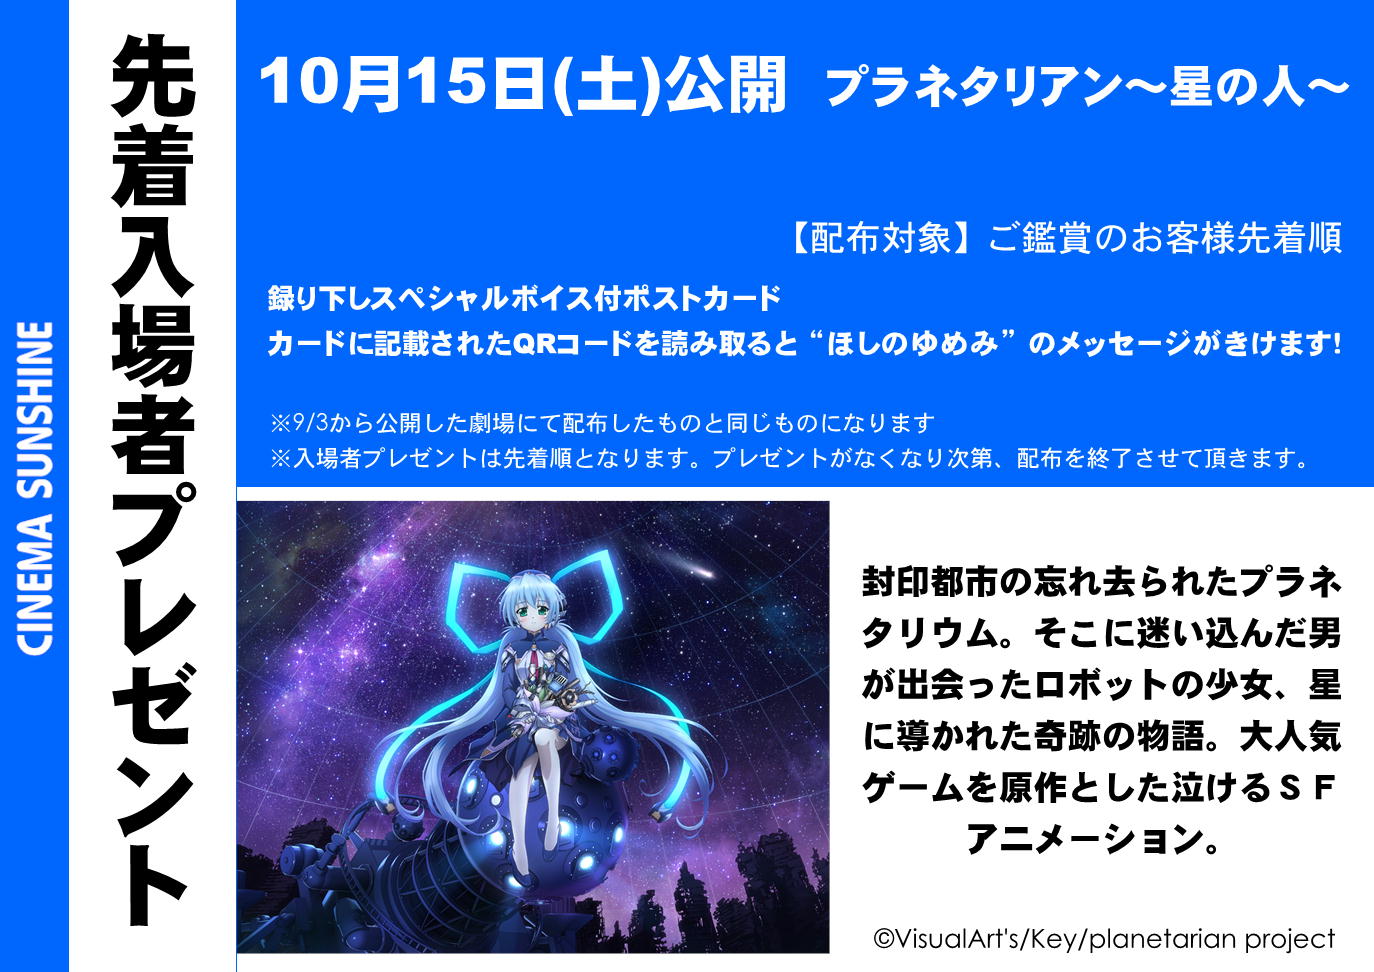 CINEMA SUNSHINE
先着入場者プレゼント
10月15日(土)公開 プラネタリアン～星の人～
【配布対象】ご鑑賞のお客様先着順
録り下しスペシャルボイス付ポストカード
カードに記載されたQRコードを読み取ると“ほしのゆめみ”のメッセージがきけます!
※9/3から公開した劇場にて配布したものと同じものになります
※入場者プレゼントは先着順となります。プレゼントがなくなり次第、配布を終了させて頂きます。
封印都市の忘れ去られたプラネ
タリウム。そこに迷い込んだ男
が出会ったロボットの少女、星
に導かれた奇跡の物語。大人気
ゲームを原作とした泣けるＳＦ
アニメーション。
©VisualArt's/Key/planetarian project